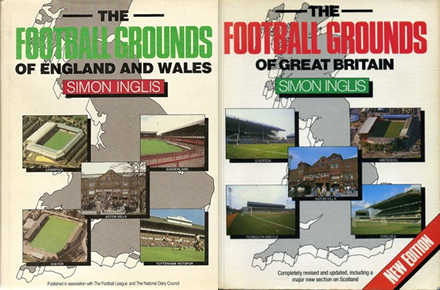 THE
FOOTBALL GROUNDS
OF ENGLAND AND WALES
SIMON INGLIS
LIVERPOOL
SUNDERLAND
ASTON VILLA
EXETER
TOTTENHAM HOTSPUR
Published in association with The Football League and The National Dairy Council
THE
FOOTBALL GROUNDS
OF GREAT BRITAIN
SIMON INGLIS
EVERTON
ABERDEEN
ASTON VILLA
PLYMOUTH ARGYLE
CHELSEA
Completely revised and updated, including a
major new section on Scotland
NEW EDITION